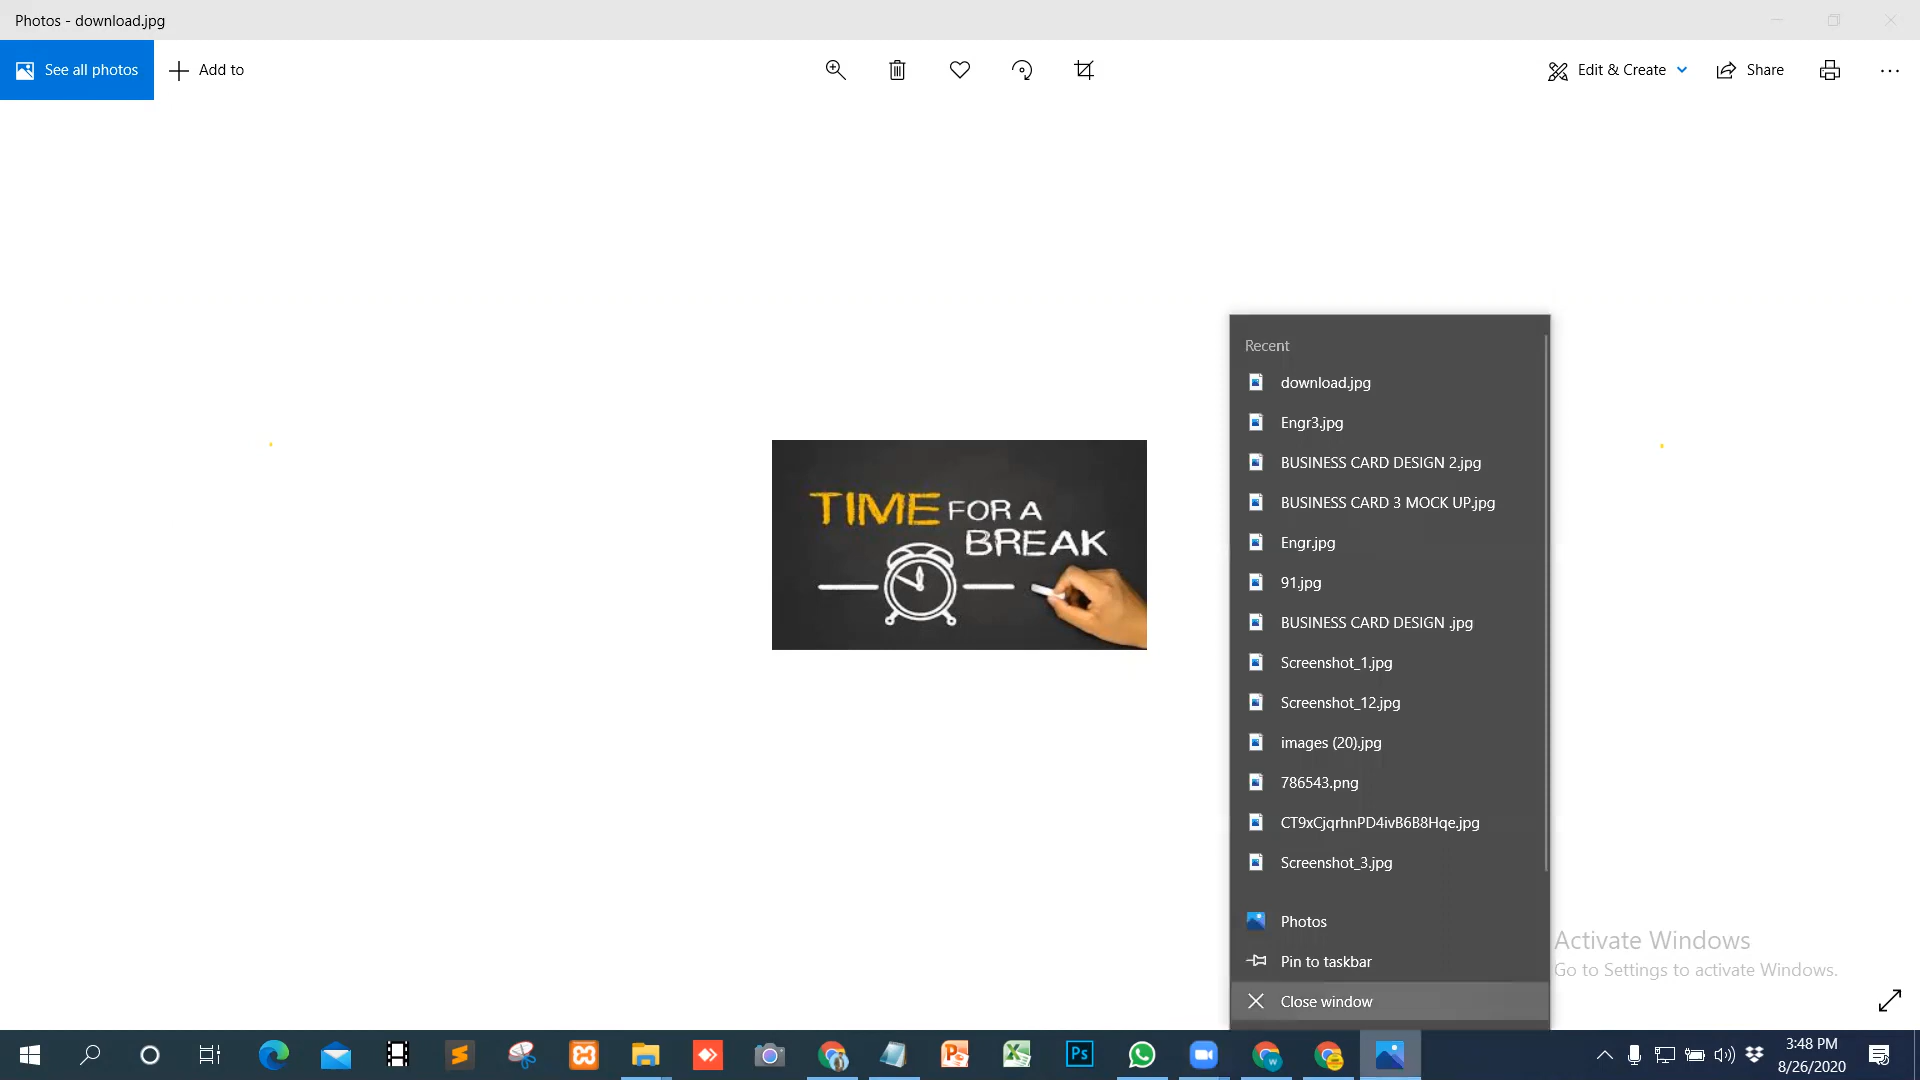 Photos - download.jpg
See all photos
Add to
Edit & Create
Share
TIME FOR A
BREAK
Recent
download.jpg
Engr3.jpg
BUSINESS CARD DESIGN 2.jpg
BUSINESS CARD 3 MOCK UP.jpg
Engr.jpg
91.jpg
BUSINESS CARD DESIGN .jpg
Screenshot_1.jpg
Screenshot_12.jpg
images (20).jpg
786543.png
CT9xCjqrhnPD4ivB6B8Hqe.jpg
Screenshot_3.jpg
Photos
Pin to taskbar
Close window
Activate Windows
Go to Settings to activate Windows.
Ps
W
3:48 PM
8/26/2020